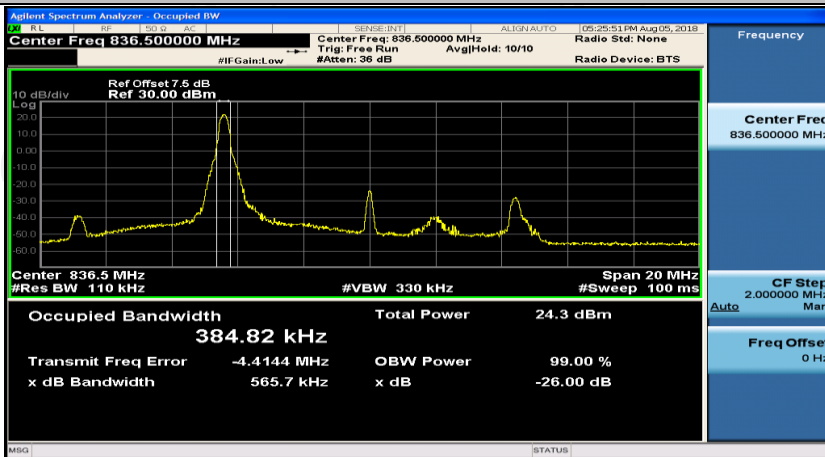 Agilent Spectrum Analyzer - Occupied BW
LXI RL RF 50 Ω AC SENSE:INT ALIGN AUTO 05:25:51 PM Aug 05, 2018
Center Freq 836.500000 MHz
Center Freq: 836.500000 MHz Radio Std: None
Trig: Free Run Avg|Hold: 10/10
#IFGain:Low #Atten: 36 dB Radio Device: BTS
Ref Offset 7.5 dB
10 dB/div Ref 30.00 dBm
Log
20.0
10.0
0.00
-10.0
-20.0
-30.0
-40.0
-50.0
-60.0
Center 836.5 MHz Span 20 MHz
#Res BW 110 kHz #VBW 330 kHz #Sweep 100 ms
Occupied Bandwidth Total Power 24.3 dBm
384.82 kHz
Transmit Freq Error -4.4144 MHz OBW Power 99.00 %
x dB Bandwidth 565.7 kHz x dB -26.00 dB
MSG STATUS
Frequency
Center Freq
836.500000 MHz
CF Step
2.000000 MHz
Auto Man
Freq Offset
0 Hz